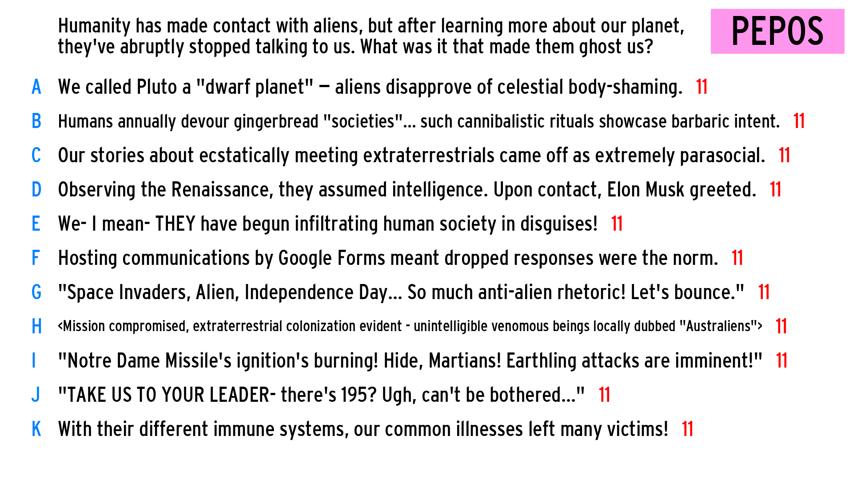 Humanity has made contact with aliens, but after learning more about our planet,
they've abruptly stopped talking to us. What was it that made them ghost us?
PEPOS
A We called Pluto a "dwarf planet" – aliens disapprove of celestial body-shaming. 11
B Humans annually devour gingerbread "societies"... such cannibalistic rituals showcase barbaric intent. 11
C Our stories about ecstatically meeting extraterrestrials came off as extremely parasocial. 11
D Observing the Renaissance, they assumed intelligence. Upon contact, Elon Musk greeted. 11
E We- I mean- THEY have begun infiltrating human society in disguises! 11
F Hosting communications by Google Forms meant dropped responses were the norm. 11
G "Space Invaders, Alien, Independence Day... So much anti-alien rhetoric! Let's bounce." 11
H <Mission compromised, extraterrestrial colonization evident - unintelligible venomous beings locally dubbed "Australiens"> 11
I "Notre Dame Missile's ignition's burning! Hide, Martians! Earthling attacks are imminent!" 11
J "TAKE US TO YOUR LEADER- there's 195? Ugh, can't be bothered..." 11
K With their different immune systems, our common illnesses left many victims! 11